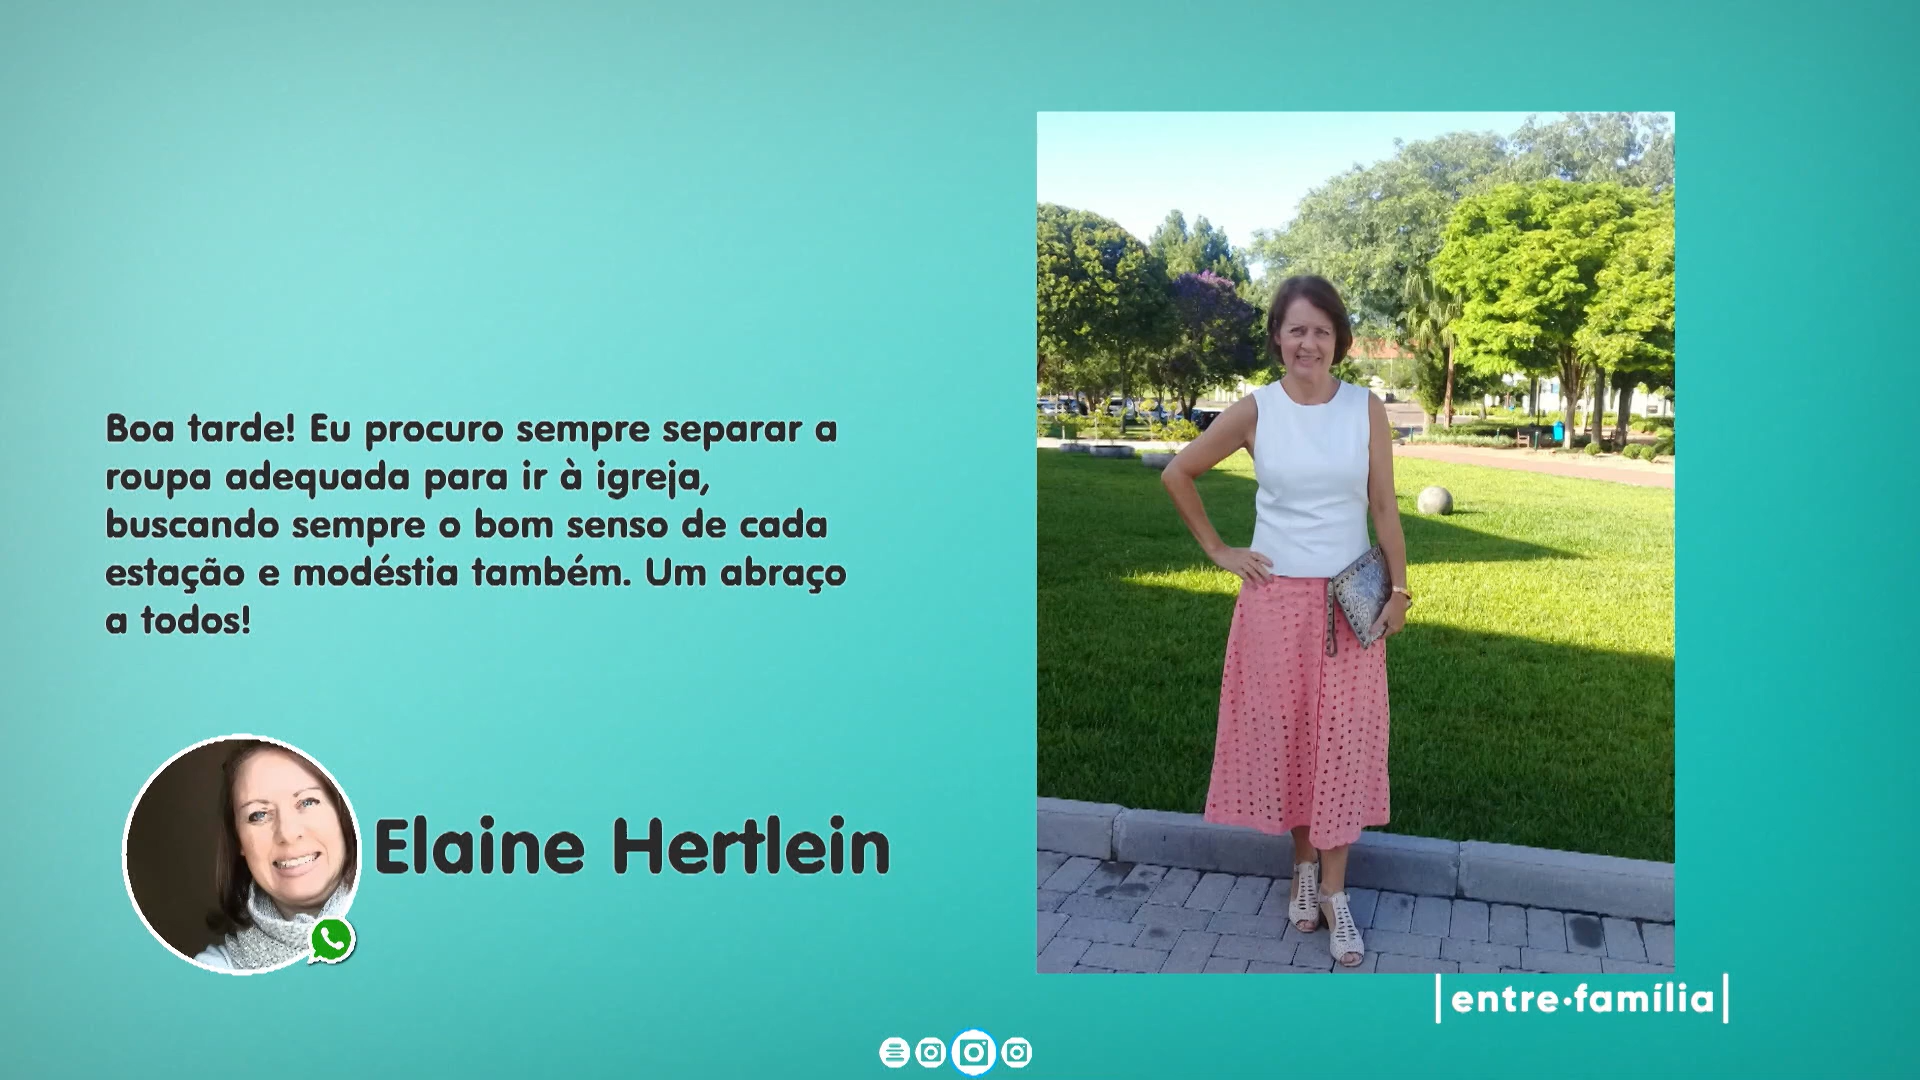 Boa tarde! Eu procuro sempre separar a
roupa adequada para ir à igreja,
buscando sempre o bom senso de cada
estação e modéstia também. Um abraço
a todos!
Elaine Hertlein
|entre•família|